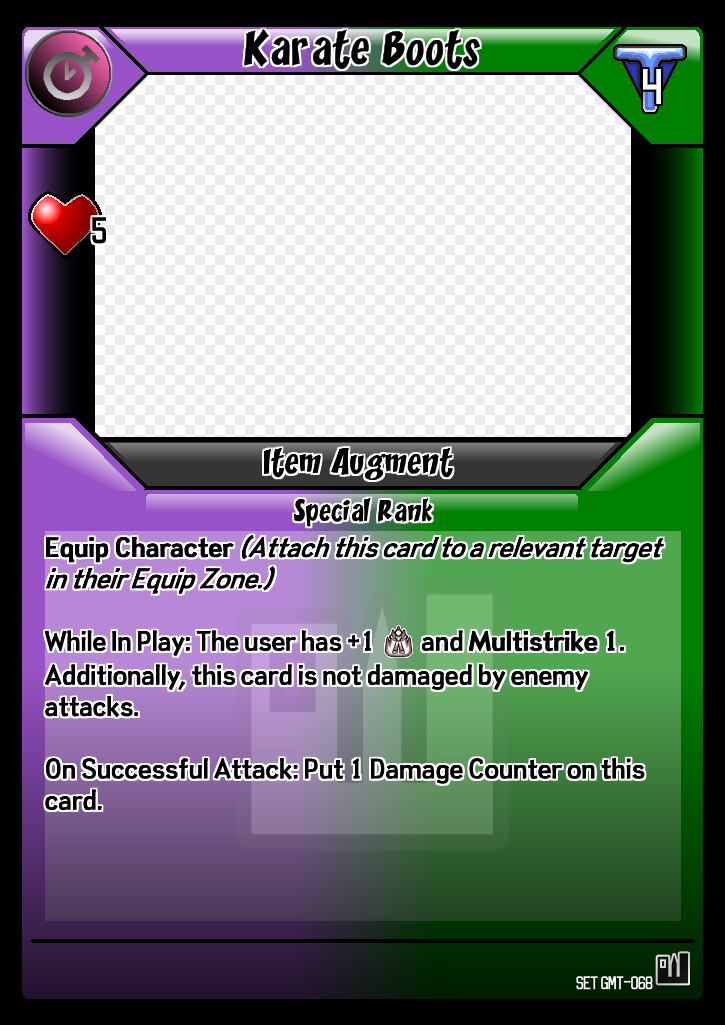 Karate Boots
4
5
Item Augment
Special Rank
Equip Character (Attach this card to a relevant target
in their Equip Zone.)
While In Play: The user has +1 and Multistrike 1.
Additionally, this card is not damaged by enemy
attacks.
On Successful Attack: Put 1 Damage Counter on this
card.
SET GMT-068